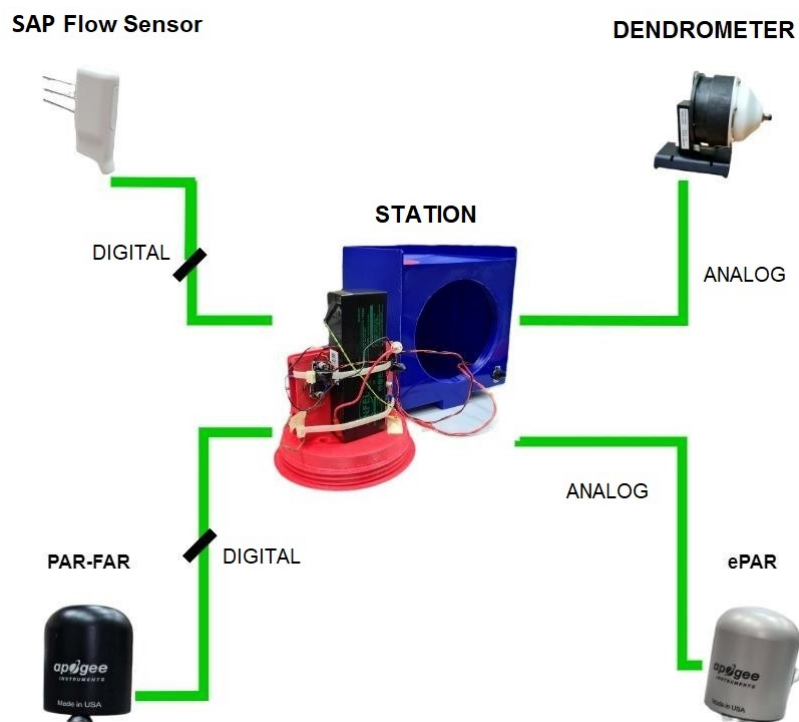 SAP Flow Sensor
DENDROMETER
STATION
DIGITAL
ANALOG
ANALOG
DIGITAL
PAR-FAR
ePAR
apogee
INSTRUMENTS
Made in USA
apogee
INSTRUMENTS
Made in USA